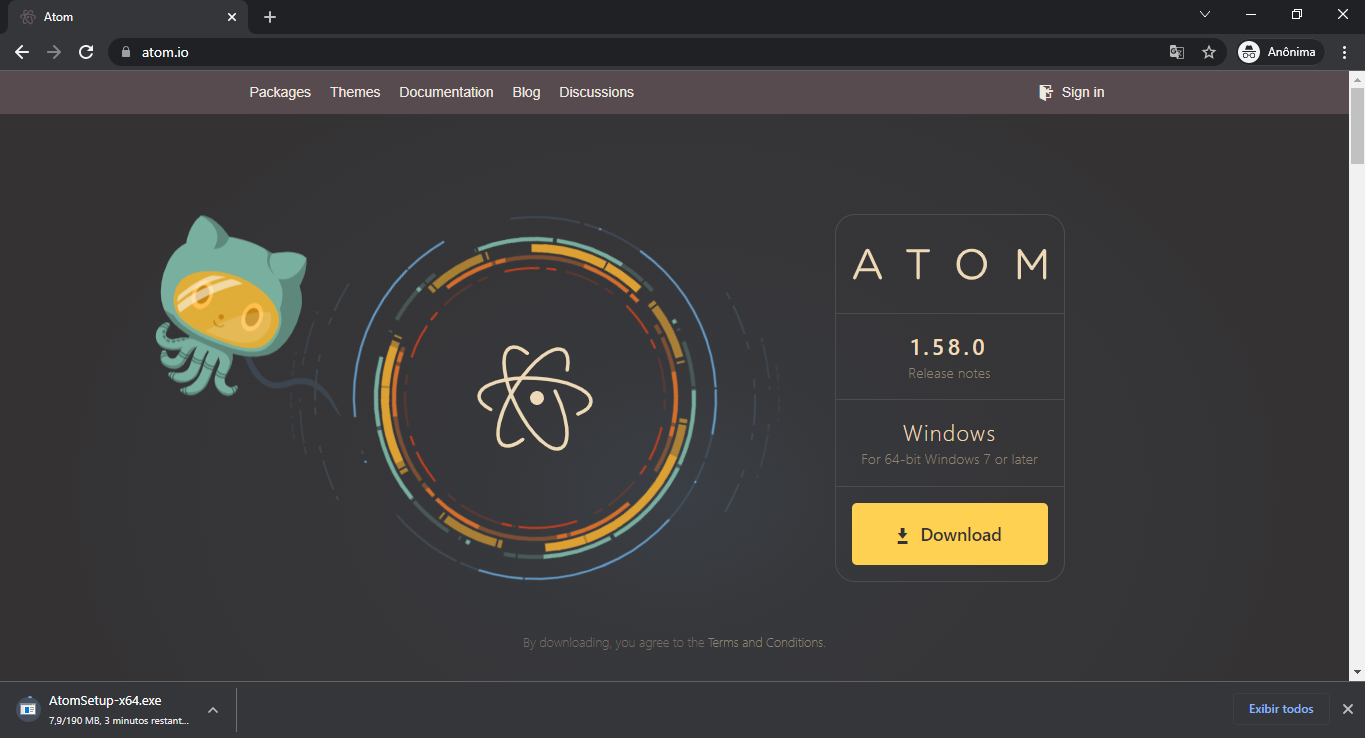 Atom
atom.io
Anônima
Packages Themes Documentation Blog Discussions Sign in
ATOM
1.58.0
Release notes
Windows
For 64-bit Windows 7 or later
Download
By downloading, you agree to the Terms and Conditions.
AtomSetup-x64.exe
7,9/190 MB, 3 minutos restant...
Exibir todos